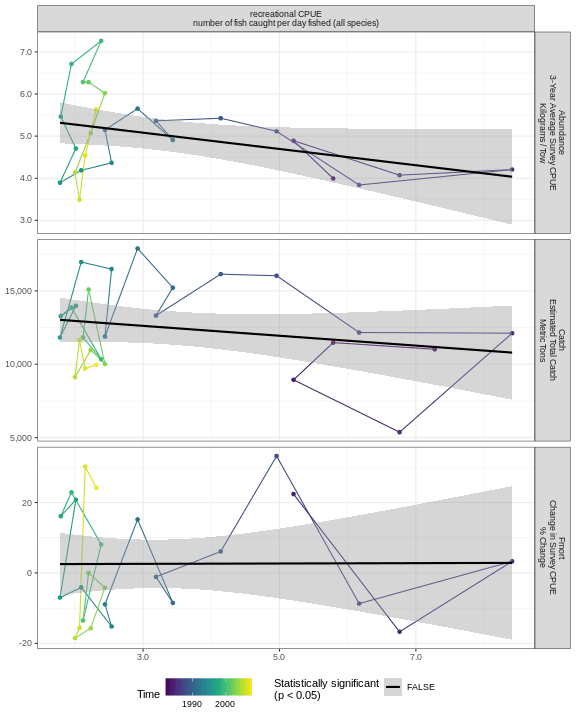 recreational CPUE
number of fish caught per day fished (all species)
7.0
6.0
5.0
4.0
3.0
Abundance
3-Year Average Survey CPUE
Kilograms / Tow
15,000
10,000
5,000
Catch
Estimated Total Catch
Metric Tons
20
0
-20
Fmort
Change in Survey CPUE
% Change
3.0
5.0
7.0
Time
1990
2000
Statistically significant
(p < 0.05)
FALSE